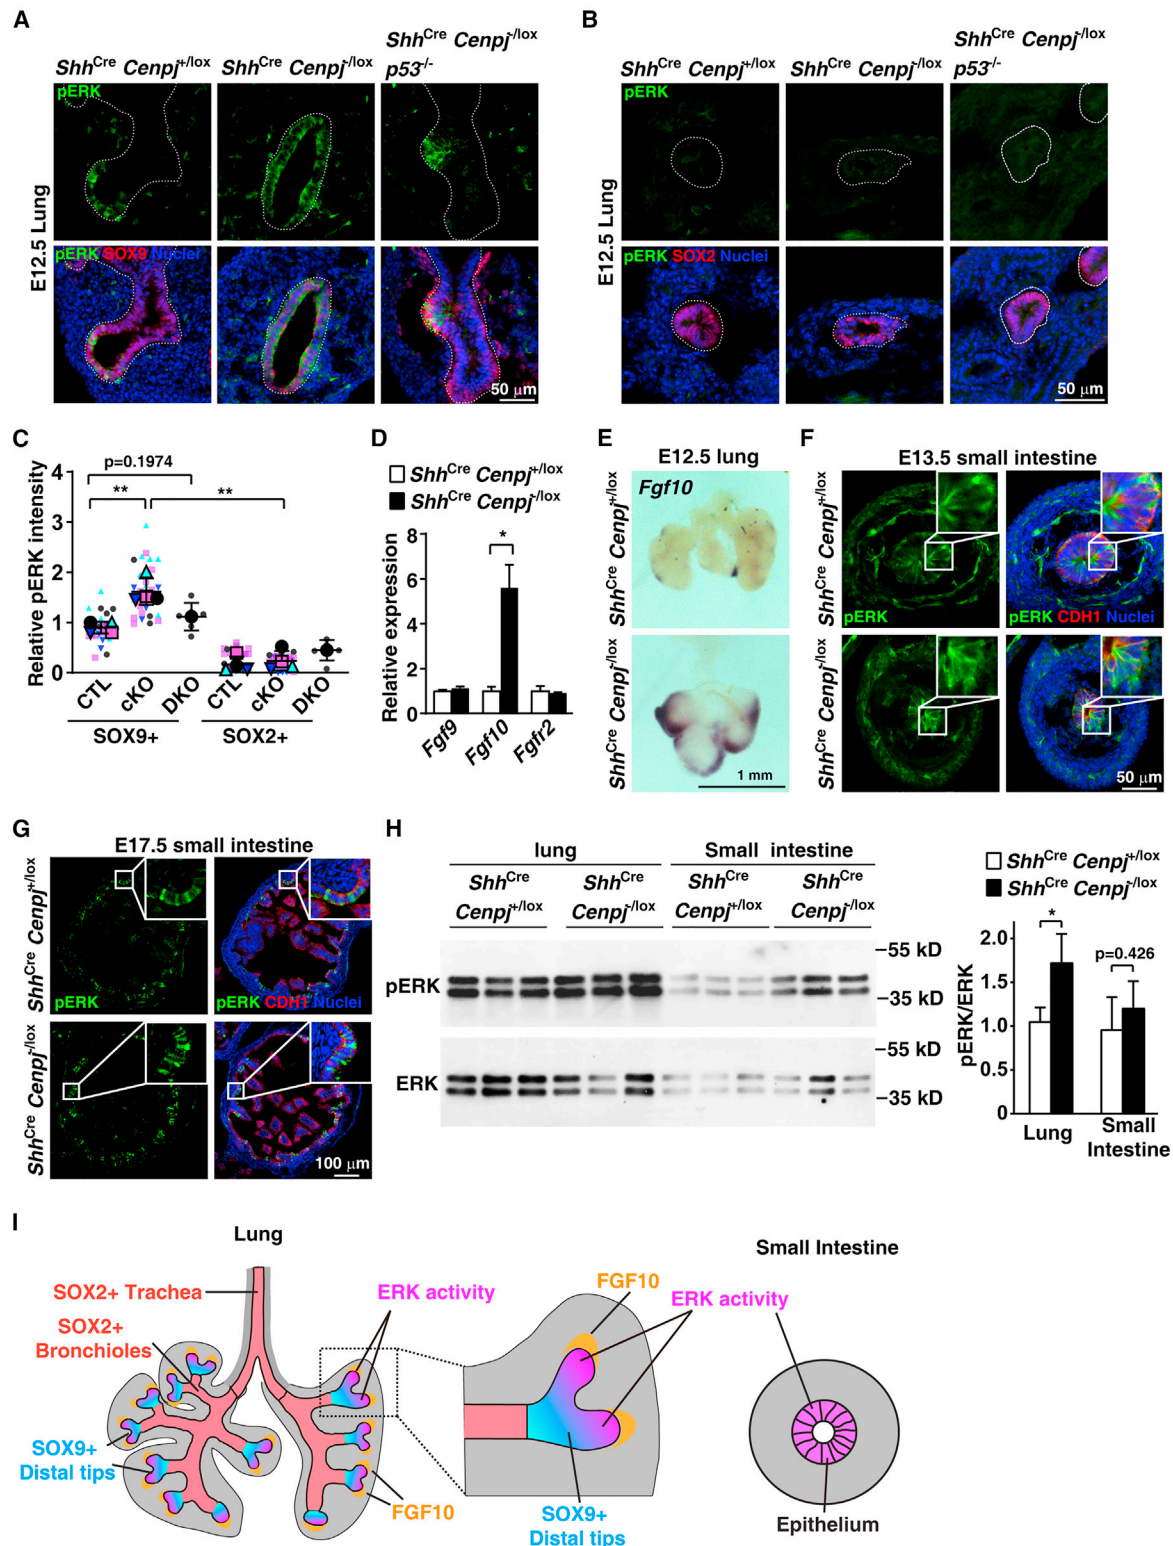 A
Shh^Cre Cenpj^+/lox
Shh^Cre Cenpj^-/lox
Shh^Cre Cenpj^-/lox
p53^-/-
E12.5 Lung
pERK
pERK SOX9 Nuclei
50 μm
B
Shh^Cre Cenpj^+/lox
Shh^Cre Cenpj^-/lox
Shh^Cre Cenpj^-/lox
p53^-/-
E12.5 Lung
pERK
pERK SOX2 Nuclei
50 μm
C
Relative pERK intensity
4
3
2
1
0
p=0.1974
**
**
CTL
cKO
DKO
CTL
cKO
DKO
SOX9+
SOX2+
D
Shh^Cre Cenpj^+/lox
Shh^Cre Cenpj^-/lox
Relative expression
8
6
4
2
0
*
Fgf9
Fgf10
Fgfr2
E
E12.5 lung
Shh^Cre Cenpj^+/lox
Fgf10
Shh^Cre Cenpj^-/lox
1 mm
F
E13.5 small intestine
Shh^Cre Cenpj^+/lox
pERK
pERK CDH1 Nuclei
Shh^Cre Cenpj^-/lox
50 μm
G
E17.5 small intestine
Shh^Cre Cenpj^+/lox
pERK
pERK CDH1 Nuclei
Shh^Cre Cenpj^-/lox
100 μm
H
lung
Small intestine
Shh^Cre
Cenpj^+/lox
Shh^Cre
Cenpj^-/lox
Shh^Cre
Cenpj^+/lox
Shh^Cre
Cenpj^-/lox
pERK
55 kD
35 kD
ERK
55 kD
35 kD
Shh^Cre Cenpj^+/lox
Shh^Cre Cenpj^-/lox
pERK/ERK
2.0
1.5
1.0
0.5
0
*
p=0.426
Lung
Small
Intestine
I
Lung
SOX2+ Trachea
SOX2+
Bronchioles
SOX9+
Distal tips
ERK activity
FGF10
FGF10
ERK activity
SOX9+
Distal tips
Small Intestine
Epithelium